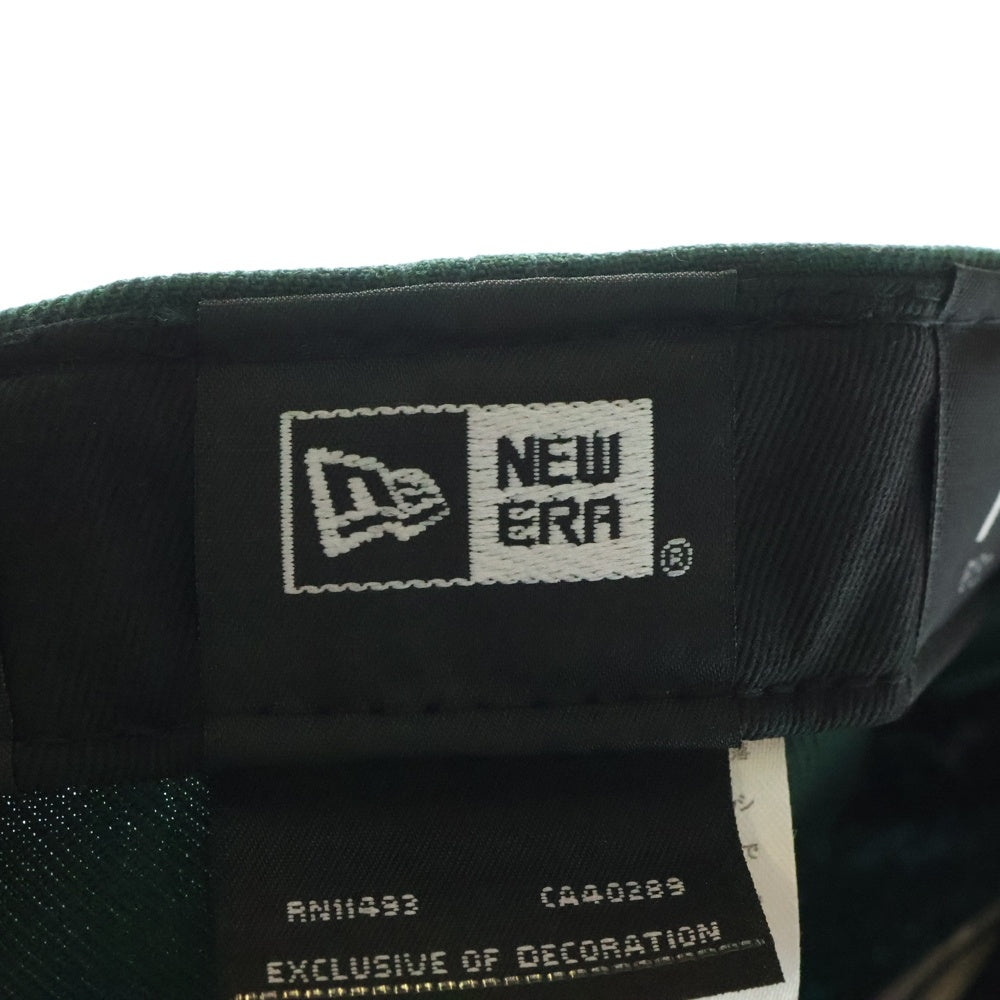 NEW
ERA
®
RN11493 CA40289
EXCLUSIVE OF DECORATION